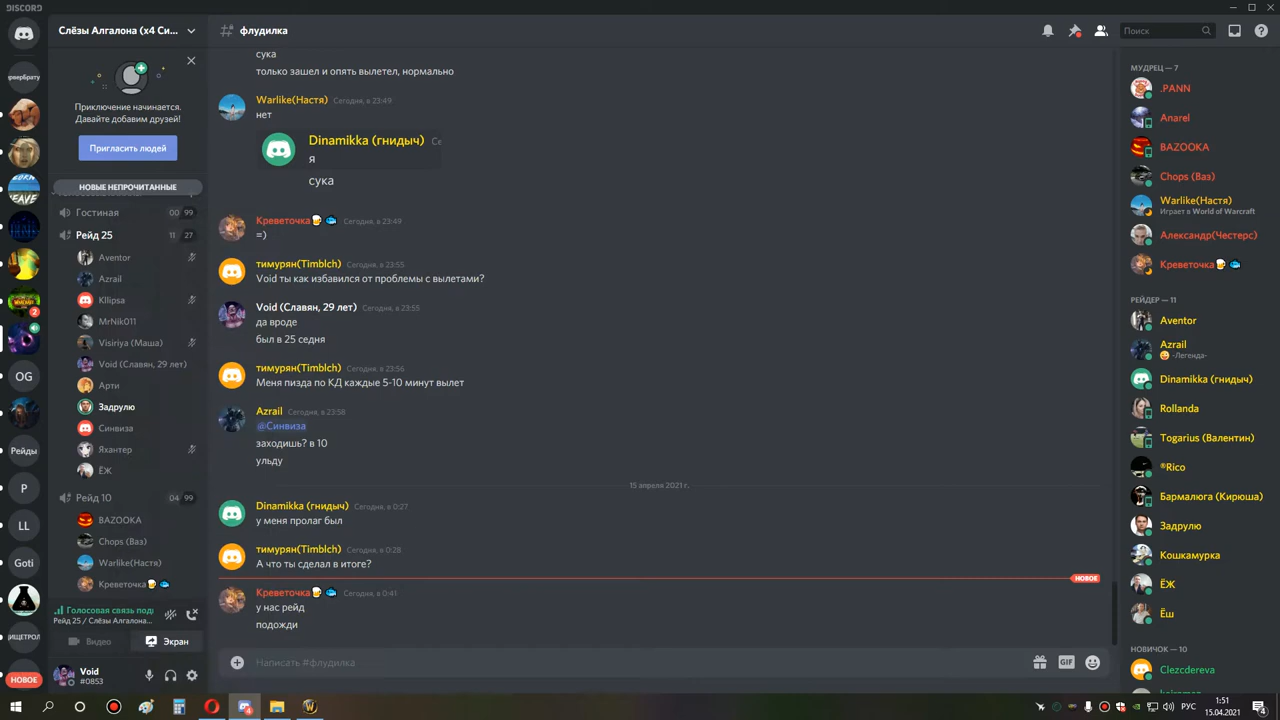 DISCORD
Слёзы Алгалона (x4 Си...
Приключение начинается.
Давайте добавим друзей!
Пригласить людей
НОВЫЕ НЕПРОЧИТАННЫЕ
Гостиная 00 99
Рейд 25 11 27
Aventor
Azrail
Kllipsa
MrNik011
Visiriya (Маша)
Void (Славян, 29 лет)
Арти
Задрулю
Синвиза
Яхантер
ЁЖ
Рейд 10 04 99
BAZOOKA
Chops (Ваз)
Warlike(Настя)
Креветочка🍺🐟
Голосовая связь под
Рейд 25 / Слёзы Алгалона...
Видео
Экран
Void
#0853
2
OG
Рейды
P
LL
Goti
НОВОЕ
флудилка
Поиск
сука
только зашел и опять вылетел, нормально
Warlike(Настя) Сегодня, в 23:49
нет
Dinamikka (гнидыч) Се
я
сука
Креветочка🍺🐟 Сегодня, в 23:49
=)
тимурян(Timblch) Сегодня, в 23:55
Void ты как избавился от проблемы с вылетами?
Void (Славян, 29 лет) Сегодня, в 23:55
да вроде
был в 25 седня
тимурян(Timblch) Сегодня, в 23:56
Меня пизда по КД каждые 5-10 минут вылет
Azrail Сегодня, в 23:58
@Синвиза
заходишь? в 10
ульду
15 апреля 2021 г.
Dinamikka (гнидыч) Сегодня, в 0:27
у меня пролаг был
тимурян(Timblch) Сегодня, в 0:28
А что ты сделал в итоге?
НОВОЕ
Креветочка🍺🐟 Сегодня, в 0:41
у нас рейд
подожди
Написать #флудилка
GIF
МУДРЕЦ — 7
.PANN
Anarel
BAZOOKA
Chops (Ваз)
Warlike(Настя)
Играет в World of Warcraft
Александр(Честерс)
Креветочка🍺🐟
РЕЙДЕР — 11
Aventor
Azrail
-Легенда-
Dinamikka (гнидыч)
Rollanda
Togarius (Валентин)
®Rico
Бармалюга (Кирюша)
Задрулю
Кошкамурка
ЁЖ
Ёш
НОВИЧОК — 10
Clezcdereva
РУС
1:51
15.04.2021